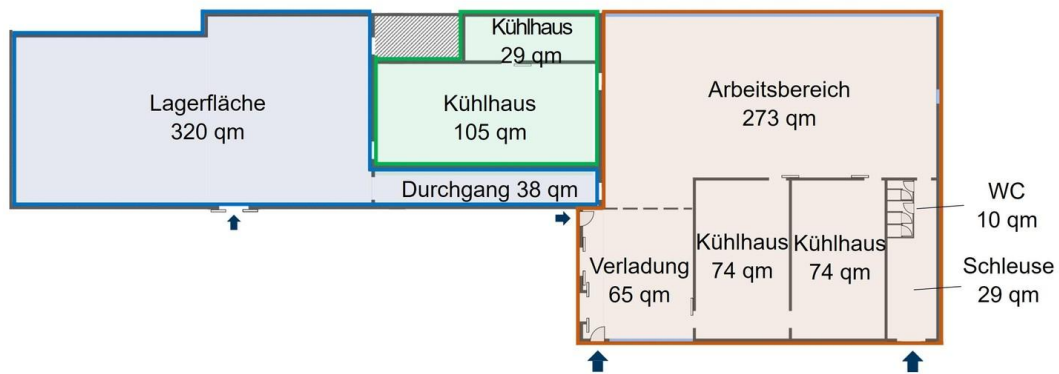 Kühlhaus
29 qm
Lagerfläche
320 qm
Kühlhaus
105 qm
Arbeitsbereich
273 qm
Durchgang 38 qm
WC
10 qm
Verladung
65 qm
Kühlhaus
74 qm
Kühlhaus
74 qm
Schleuse
29 qm